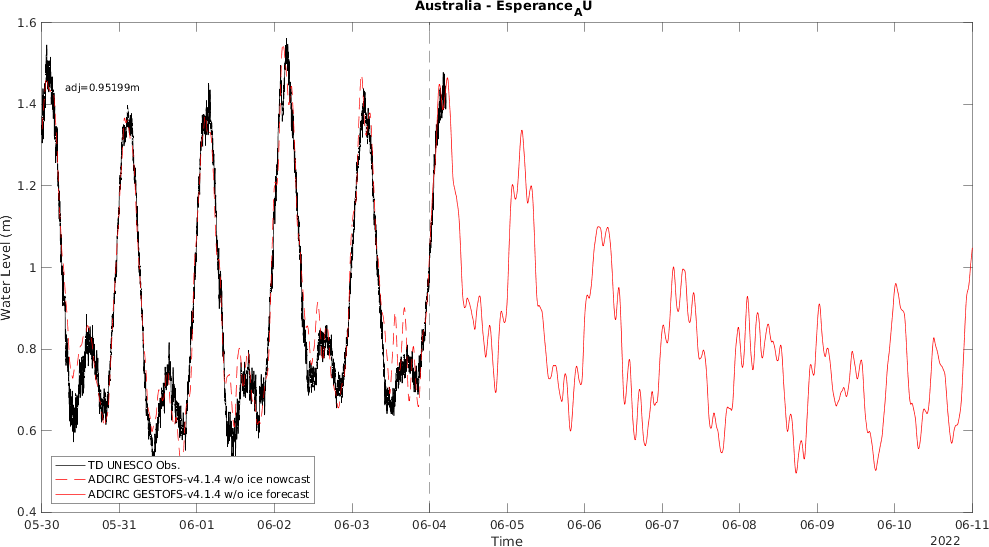 Australia - Esperance_AU
1.6
adj=0.95199m
1.4
1.2
1
0.8
0.6
0.4
Water Level (m)
TD UNESCO Obs.
ADCIRC GESTOFS-v4.1.4 w/o ice nowcast
ADCIRC GESTOFS-v4.1.4 w/o ice forecast
05-30 05-31 06-01 06-02 06-03 06-04 06-05 06-06 06-07 06-08 06-09 06-10 06-11
Time
2022